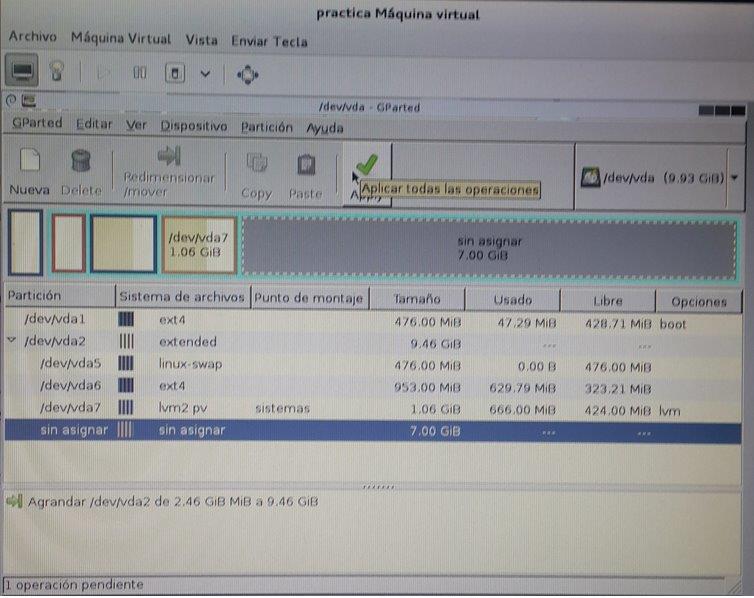 practica Máquina virtual
Archivo Máquina Virtual Vista Enviar Tecla
/dev/vda - GParted
GParted Editar Ver Dispositivo Partición Ayuda
Nueva Delete Redimensionar
/mover Copy Paste
Aplicar todas las operaciones
/dev/vda (9.93 GiB)
/dev/vda7
1.06 GiB
sin asignar
7.00 GiB
Partición Sistema de archivos Punto de montaje Tamaño Usado Libre Opciones
/dev/vda1 ext4 476.00 MiB 47.29 MiB 428.71 MiB boot
/dev/vda2 extended 9.46 GiB --- ---
/dev/vda5 linux-swap 476.00 MiB 0.00 B 476.00 MiB
/dev/vda6 ext4 953.00 MiB 629.79 MiB 323.21 MiB
/dev/vda7 lvm2 pv sistemas 1.06 GiB 666.00 MiB 424.00 MiB lvm
sin asignar sin asignar 7.00 GiB --- ---
Agrandar /dev/vda2 de 2.46 GiB MiB a 9.46 GiB
1 operación pendiente